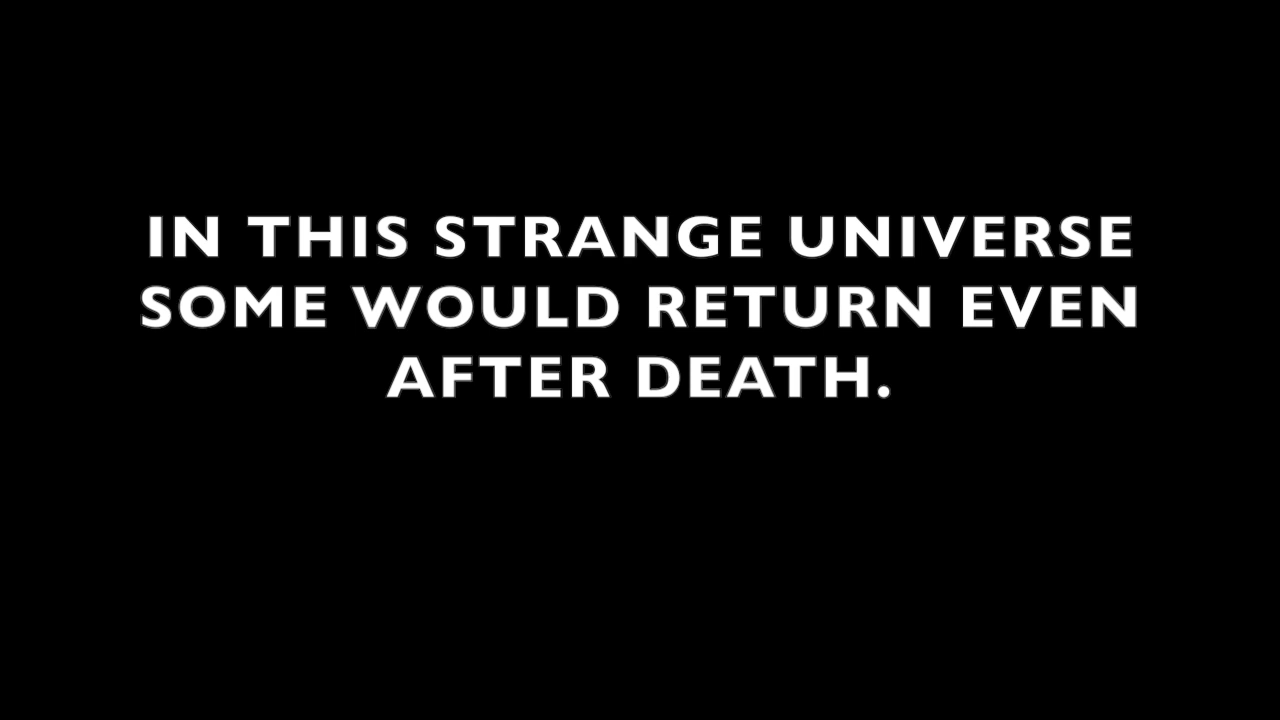 IN THIS STRANGE UNIVERSE
SOME WOULD RETURN EVEN
AFTER DEATH.